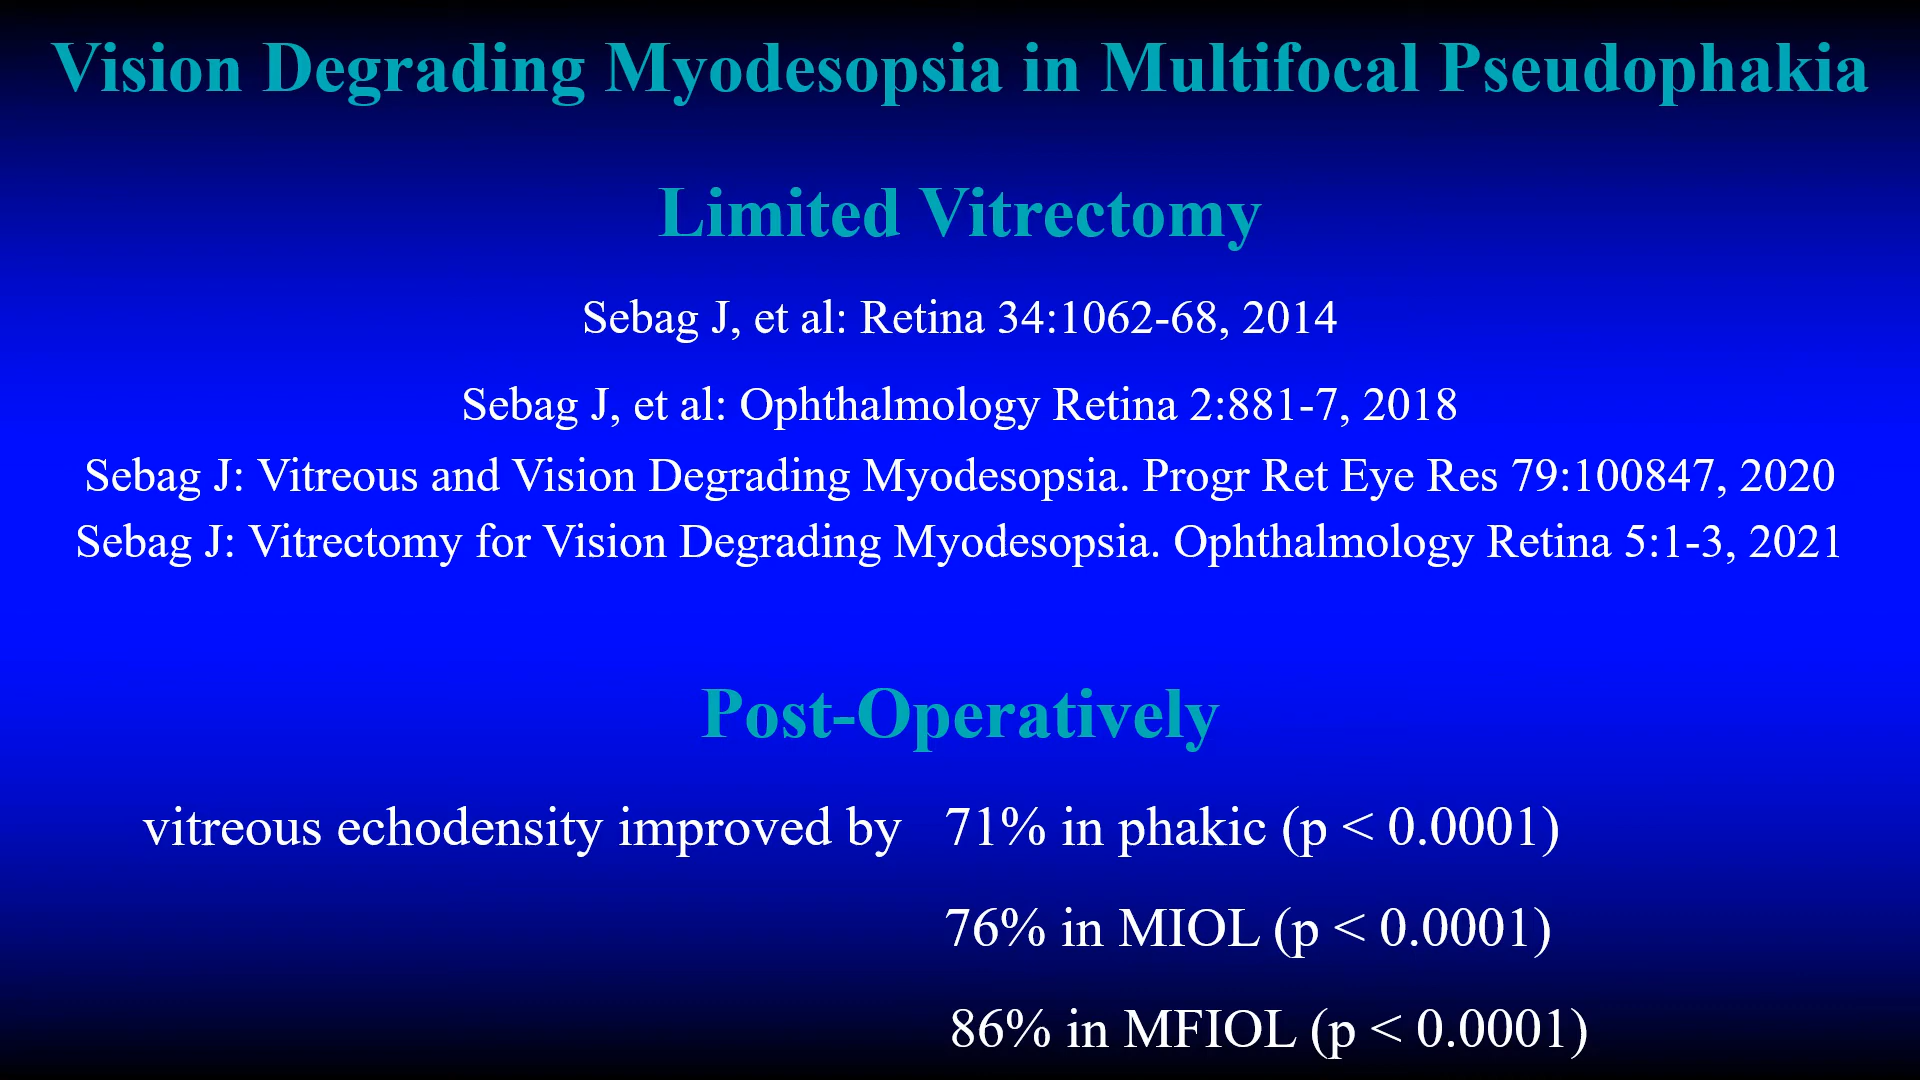 Vision Degrading Myodesopsia in Multifocal Pseudophakia
Limited Vitrectomy
Sebag J, et al: Retina 34:1062-68, 2014
Sebag J, et al: Ophthalmology Retina 2:881-7, 2018
Sebag J: Vitreous and Vision Degrading Myodesopsia. Progr Ret Eye Res 79:100847, 2020
Sebag J: Vitrectomy for Vision Degrading Myodesopsia. Ophthalmology Retina 5:1-3, 2021
Post-Operatively
vitreous echodensity improved by 71% in phakic (p < 0.0001)
76% in MIOL (p < 0.0001)
86% in MFIOL (p < 0.0001)